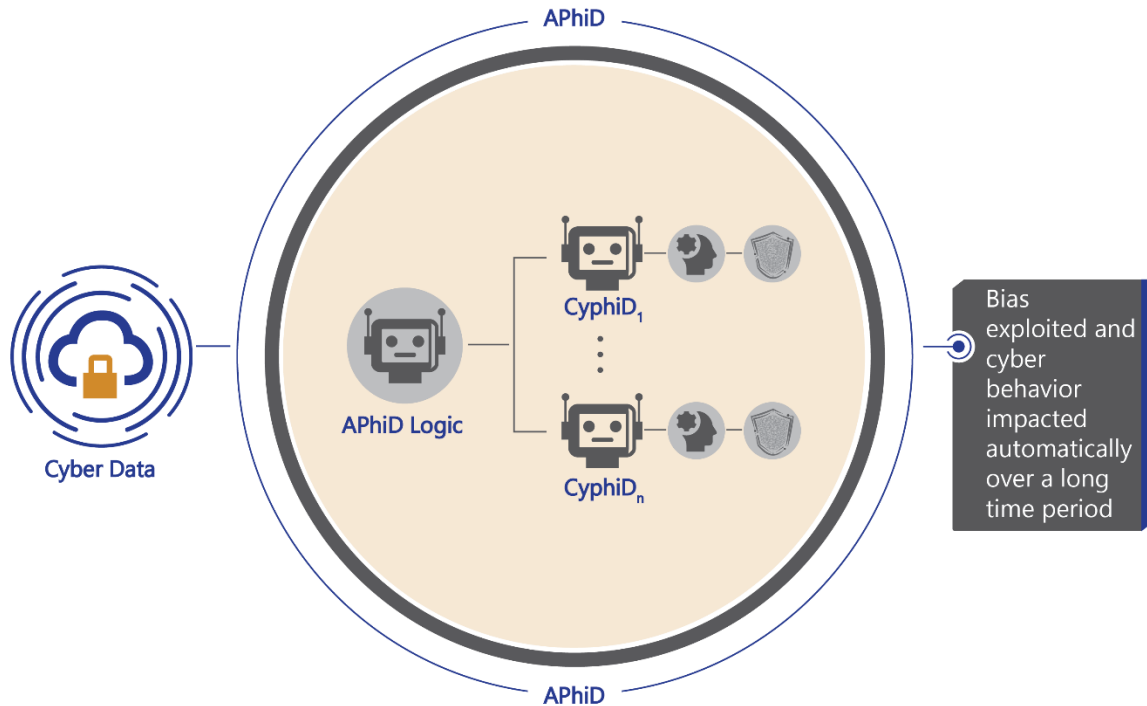 APhiD
CyphiD1
APhiD Logic
CyphiDn
Cyber Data
Bias
exploited and
cyber
behavior
impacted
automatically
over a long
time period
APhiD